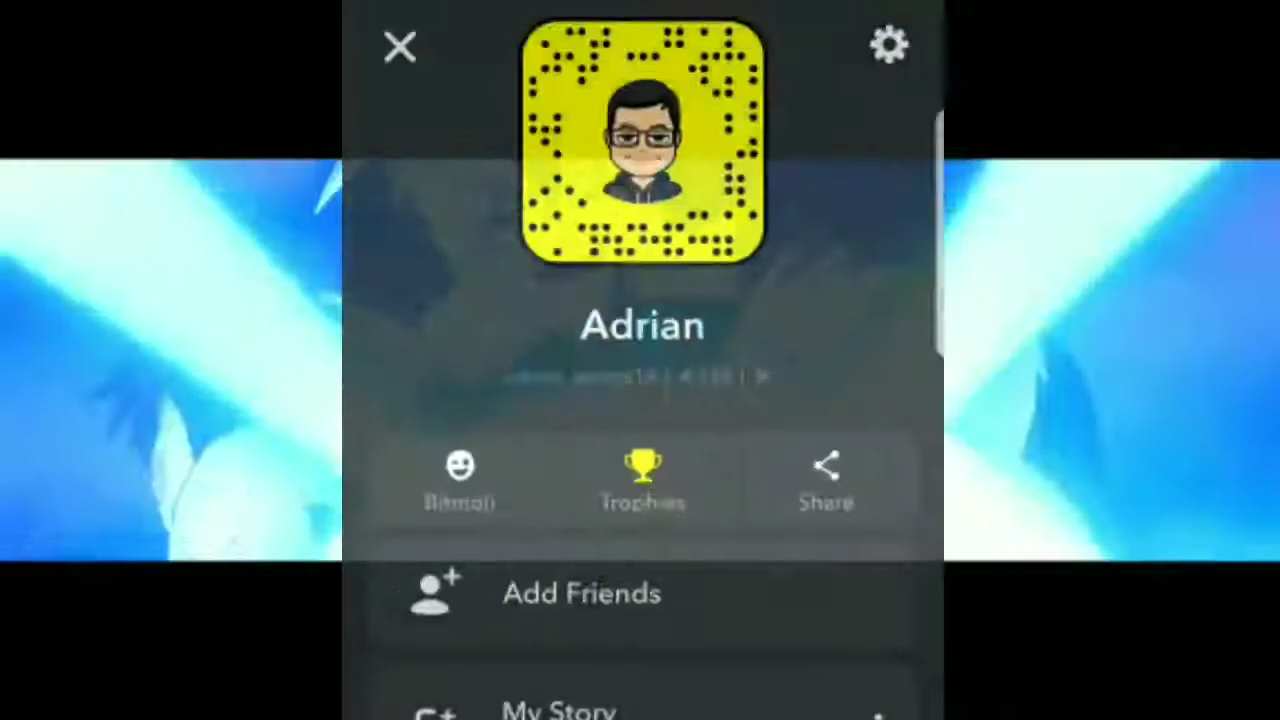 Adrian
Bitmoji
Trophies
Share
Add Friends
My Story